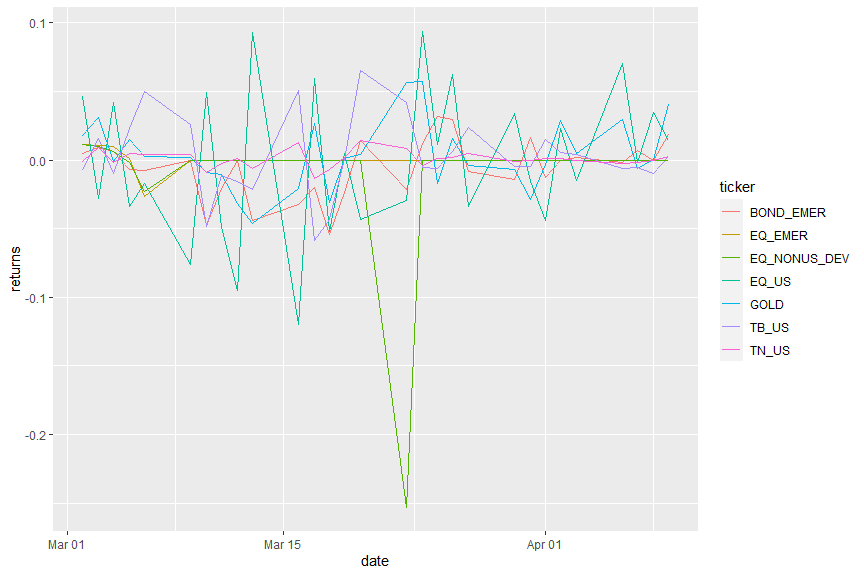 0.1
0.0
-0.1
-0.2
returns
Mar 01
Mar 15
Apr 01
date
ticker
BOND_EMER
EQ_EMER
EQ_NONUS_DEV
EQ_US
GOLD
TB_US
TN_US